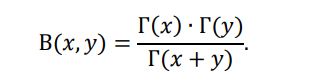 B(x, y) = Γ(x) · Γ(y) / Γ(x + y).